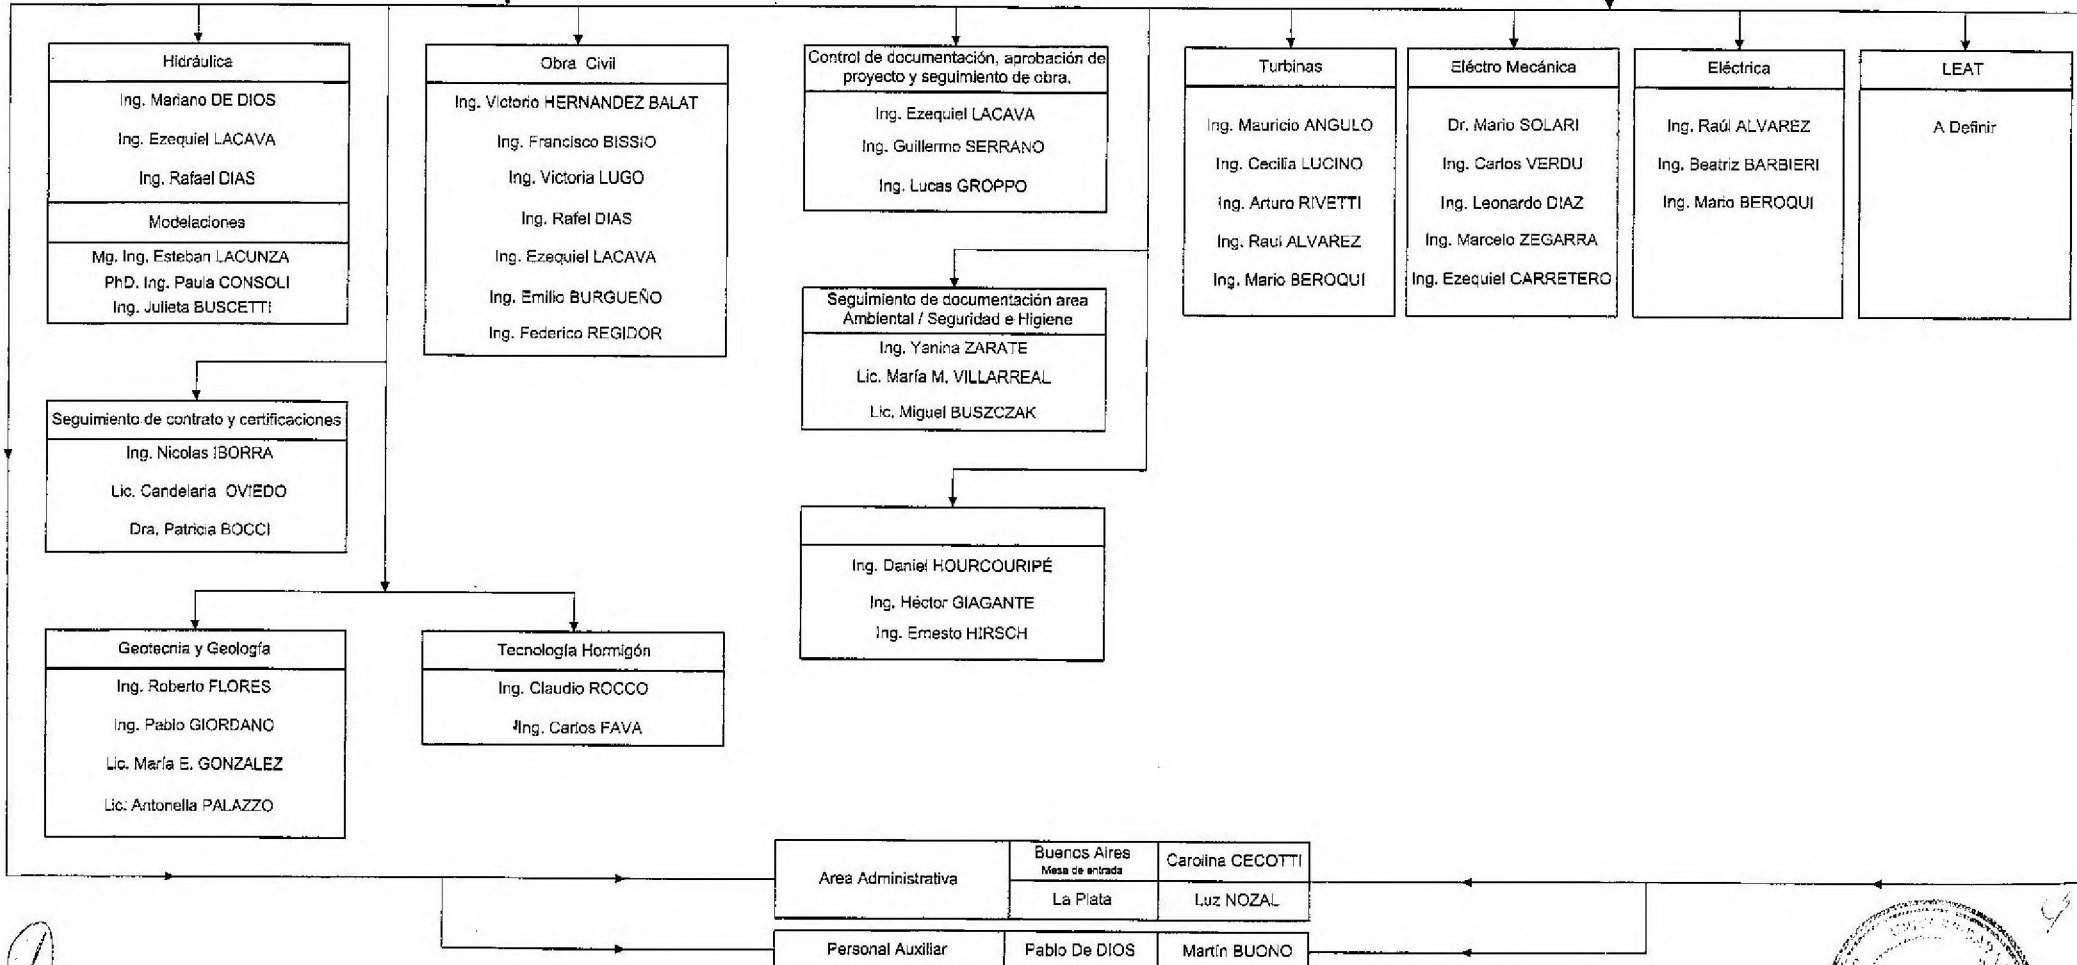 Hidráulica
Ing. Mariano DE DIOS
Ing. Ezequiel LACAVA
Ing. Rafael DIAS
Modelaciones
Mg. Ing. Esteban LACUNZA
PhD. Ing. Paula CONSOLI
Ing. Julieta BUSCETTI
Obra Civil
Ing. Victorio HERNANDEZ BALAT
Ing. Francisco BISSIO
Ing. Victoria LUGO
Ing. Rafel DIAS
Ing. Ezequiel LACAVA
Ing. Emilio BURGUEÑO
Ing. Federico REGIDOR
Control de documentación, aprobación de
proyecto y seguimiento de obra.
Ing. Ezequiel LACAVA
Ing. Guillermo SERRANO
Ing. Lucas GROPPO
Turbinas
Ing. Mauricio ANGULO
Ing. Cecilia LUCINO
Ing. Arturo RIVETTI
Ing. Raul ALVAREZ
Ing. Mario BEROQUI
Eléctro Mecánica
Dr. Mario SOLARI
Ing. Carlos VERDU
Ing. Leonardo DIAZ
Ing. Marcelo ZEGARRA
Ing. Ezequiel CARRETERO
Eléctrica
Ing. Raúl ALVAREZ
Ing. Beatriz BARBIERI
Ing. Mario BEROQUI
LEAT
A Definir
Seguimiento de documentación area
Ambiental / Seguridad e Higiene
Ing. Yanina ZARATE
Lic. María M. VILLARREAL
Lic. Miguel BUSZCZAK
Seguimiento de contrato y certificaciones
Ing. Nicolas IBORRA
Lic. Candelaria OVIEDO
Dra. Patricia BOCCI
Ing. Daniel HOURCOURIPÉ
Ing. Héctor GIAGANTE
Ing. Ernesto HIRSCH
Geotecnia y Geología
Ing. Roberto FLORES
Ing. Pablo GIORDANO
Lic. María E. GONZALEZ
Lic. Antonella PALAZZO
Tecnología Hormigón
Ing. Claudio ROCCO
Ing. Carlos FAVA
Area Administrativa
Buenos Aires
Mesa de entrada
Carolina CECOTTI
La Plata
Luz NOZAL
Personal Auxiliar
Pablo De DIOS
Martín BUONO